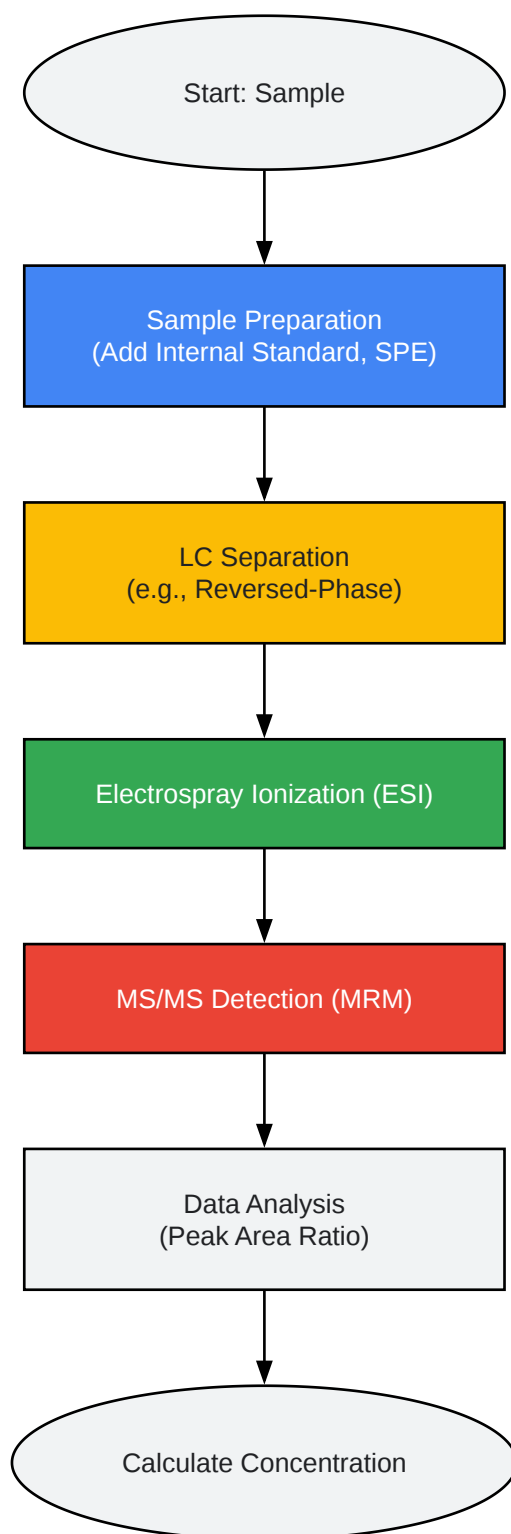 Start: Sample
Sample Preparation
(Add Internal Standard, SPE)
LC Separation
(e.g., Reversed-Phase)
Electrospray Ionization (ESI)
MS/MS Detection (MRM)
Data Analysis
(Peak Area Ratio)
Calculate Concentration